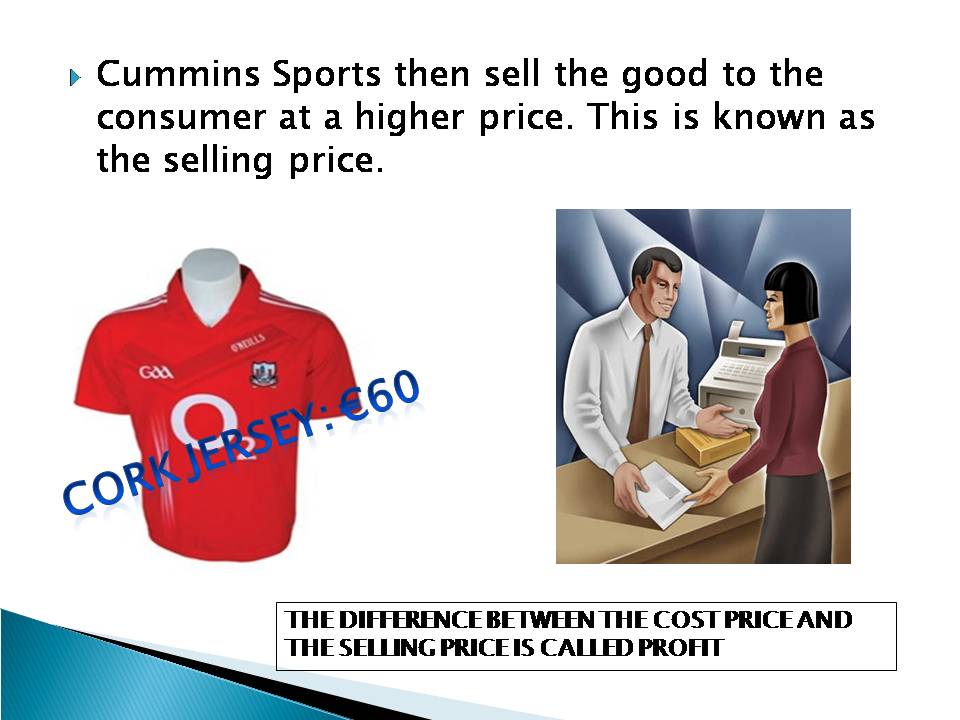 Cummins Sports then sell the good to the
consumer at a higher price. This is known as
the selling price.
O'NEILLS
GAA
O2
CORK JERSEY: €60
THE DIFFERENCE BETWEEN THE COST PRICE AND
THE SELLING PRICE IS CALLED PROFIT